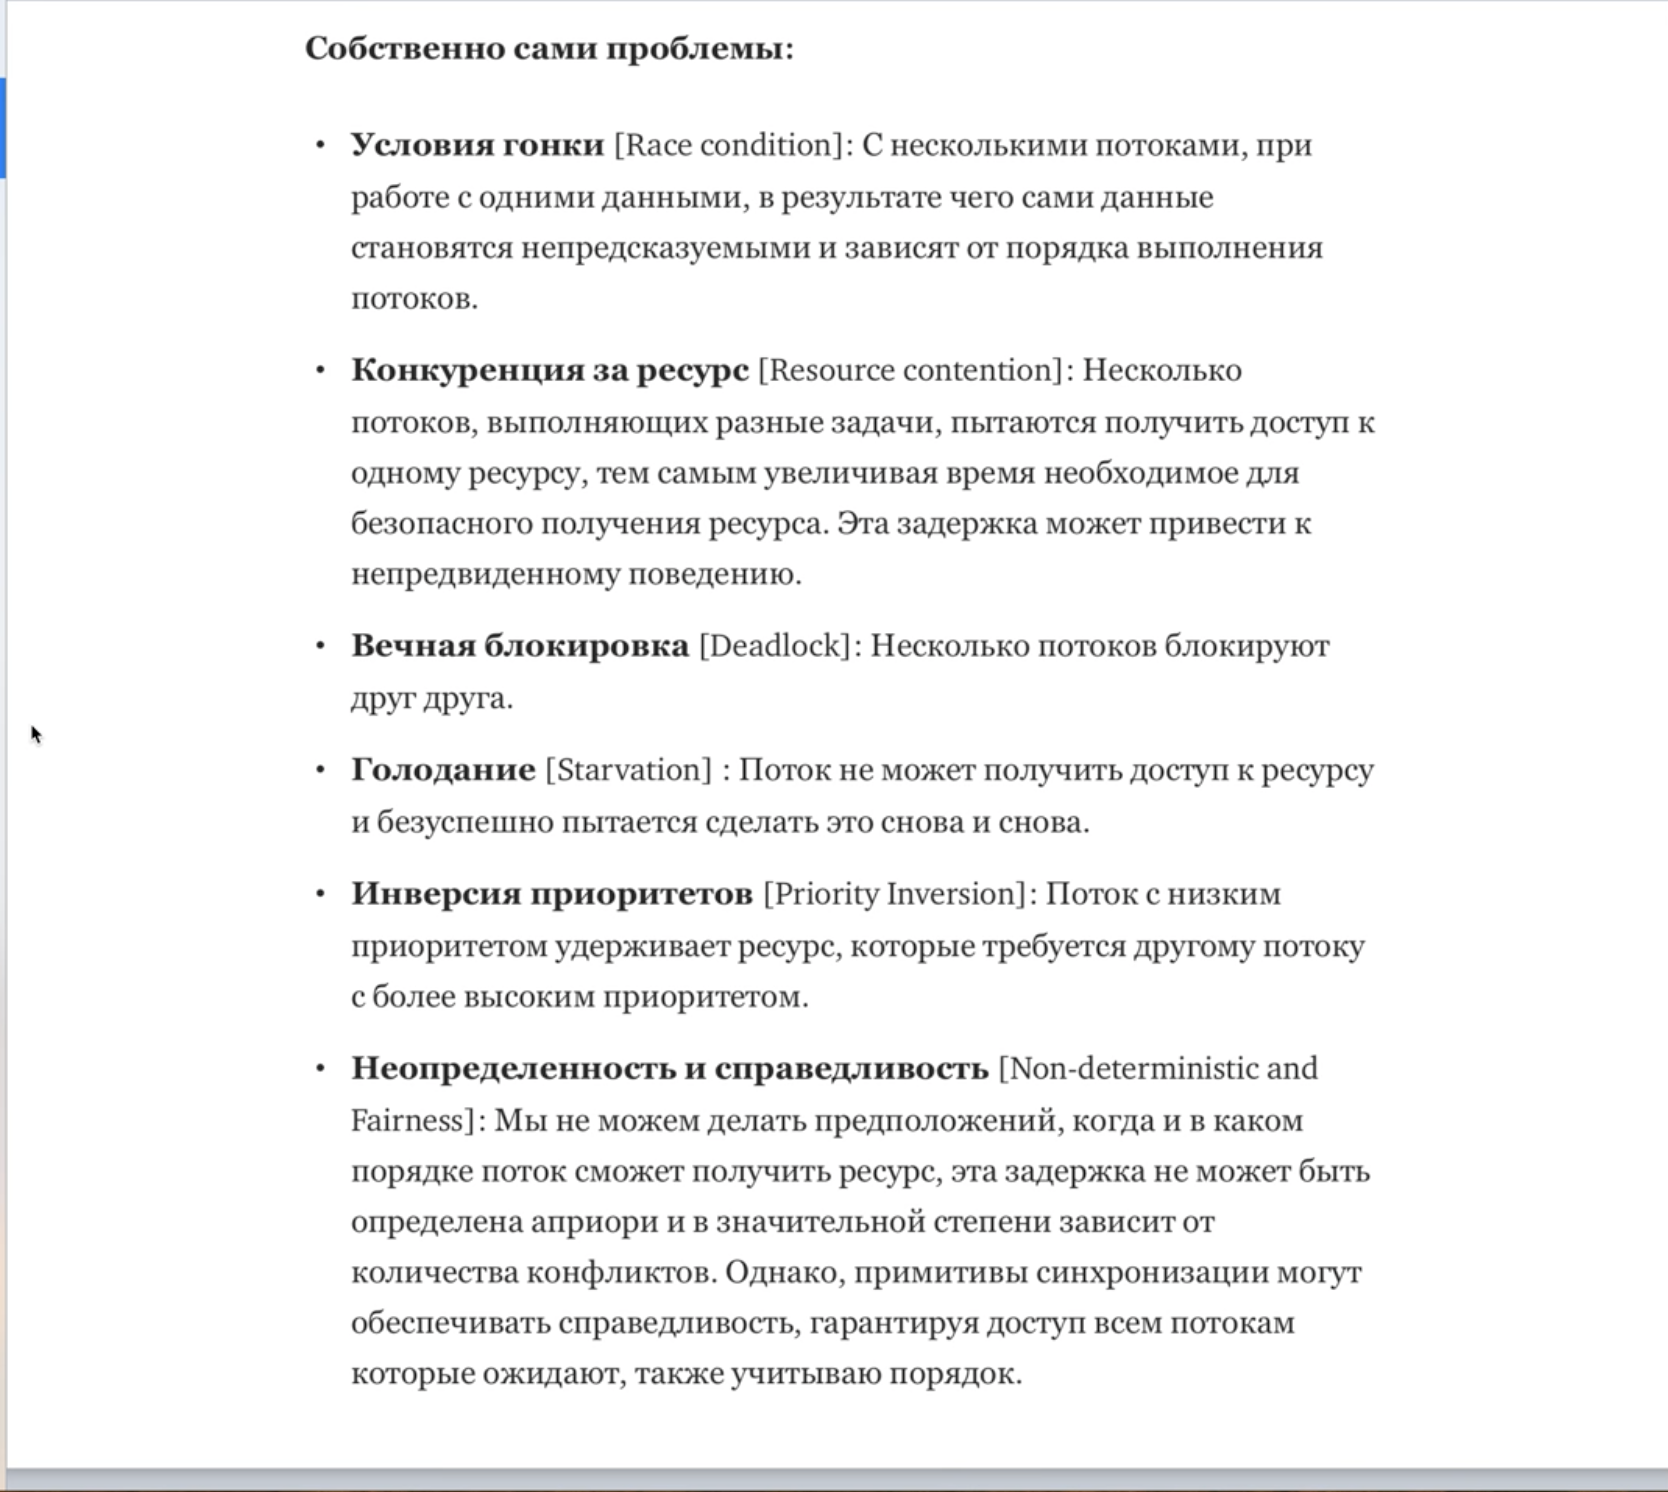 Собственно сами проблемы:
• Условия гонки [Race condition]: С несколькими потоками, при
работе с одними данными, в результате чего сами данные
становятся непредсказуемыми и зависят от порядка выполнения
потоков.
• Конкуренция за ресурс [Resource contention]: Несколько
потоков, выполняющих разные задачи, пытаются получить доступ к
одному ресурсу, тем самым увеличивая время необходимое для
безопасного получения ресурса. Эта задержка может привести к
непредвиденному поведению.
• Вечная блокировка [Deadlock]: Несколько потоков блокируют
друг друга.
• Голодание [Starvation] : Поток не может получить доступ к ресурсу
и безуспешно пытается сделать это снова и снова.
• Инверсия приоритетов [Priority Inversion]: Поток с низким
приоритетом удерживает ресурс, которые требуется другому потоку
с более высоким приоритетом.
• Неопределенность и справедливость [Non-deterministic and
Fairness]: Мы не можем делать предположений, когда и в каком
порядке поток сможет получить ресурс, эта задержка не может быть
определена априори и в значительной степени зависит от
количества конфликтов. Однако, примитивы синхронизации могут
обеспечивать справедливость, гарантируя доступ всем потокам
которые ожидают, также учитываю порядок.